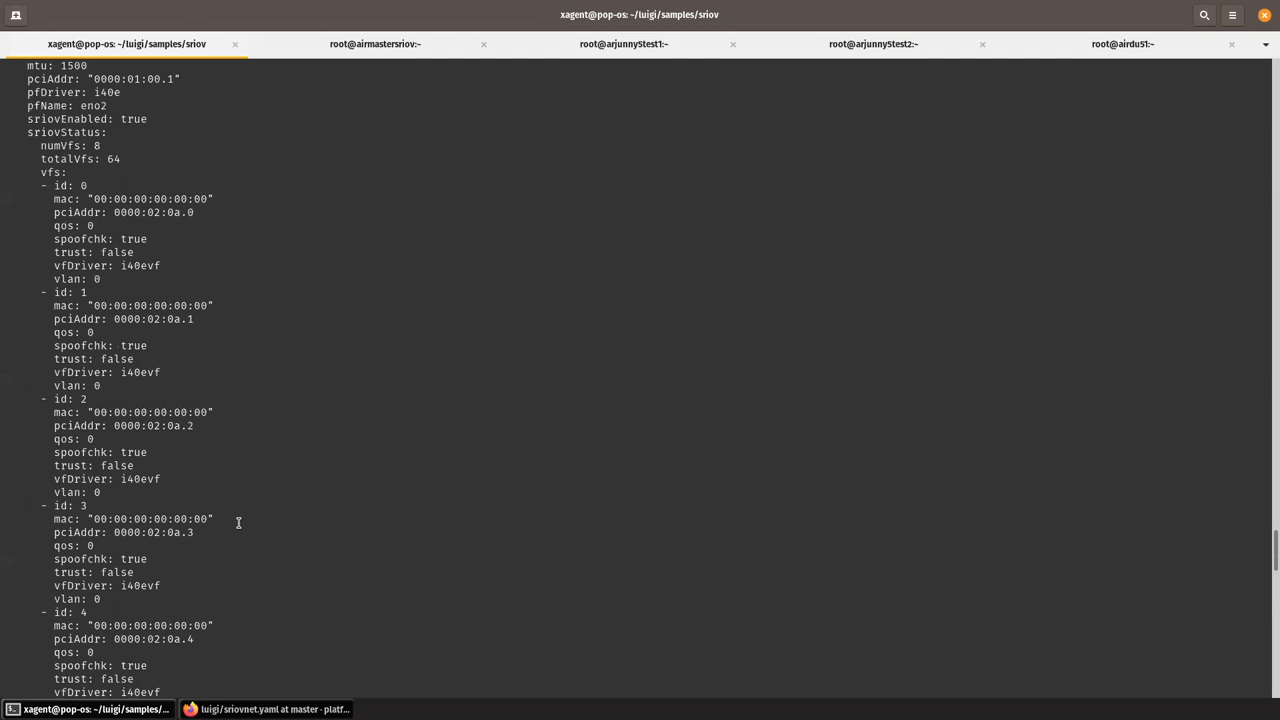 xagent@pop-os: ~/luigi/samples/sriov
xagent@pop-os: ~/luigi/samples/sriov × root@airmastersriov:~ × root@arjunny5test1:~ × root@arjunny5test2:~ × root@airdu51:~ ×
mtu: 1500
pciAddr: "0000:01:00.1"
pfDriver: i40e
pfName: eno2
sriovEnabled: true
sriovStatus:
numVfs: 8
totalVfs: 64
vfs:
- id: 0
mac: "00:00:00:00:00:00"
pciAddr: 0000:02:0a.0
qos: 0
spoofchk: true
trust: false
vfDriver: i40evf
vlan: 0
- id: 1
mac: "00:00:00:00:00:00"
pciAddr: 0000:02:0a.1
qos: 0
spoofchk: true
trust: false
vfDriver: i40evf
vlan: 0
- id: 2
mac: "00:00:00:00:00:00"
pciAddr: 0000:02:0a.2
qos: 0
spoofchk: true
trust: false
vfDriver: i40evf
vlan: 0
- id: 3
mac: "00:00:00:00:00:00"
pciAddr: 0000:02:0a.3
qos: 0
spoofchk: true
trust: false
vfDriver: i40evf
vlan: 0
- id: 4
mac: "00:00:00:00:00:00"
pciAddr: 0000:02:0a.4
qos: 0
spoofchk: true
trust: false
vfDriver: i40evf
xagent@pop-os: ~/luigi/samples/... luigi/sriovnet.yaml at master · platf...